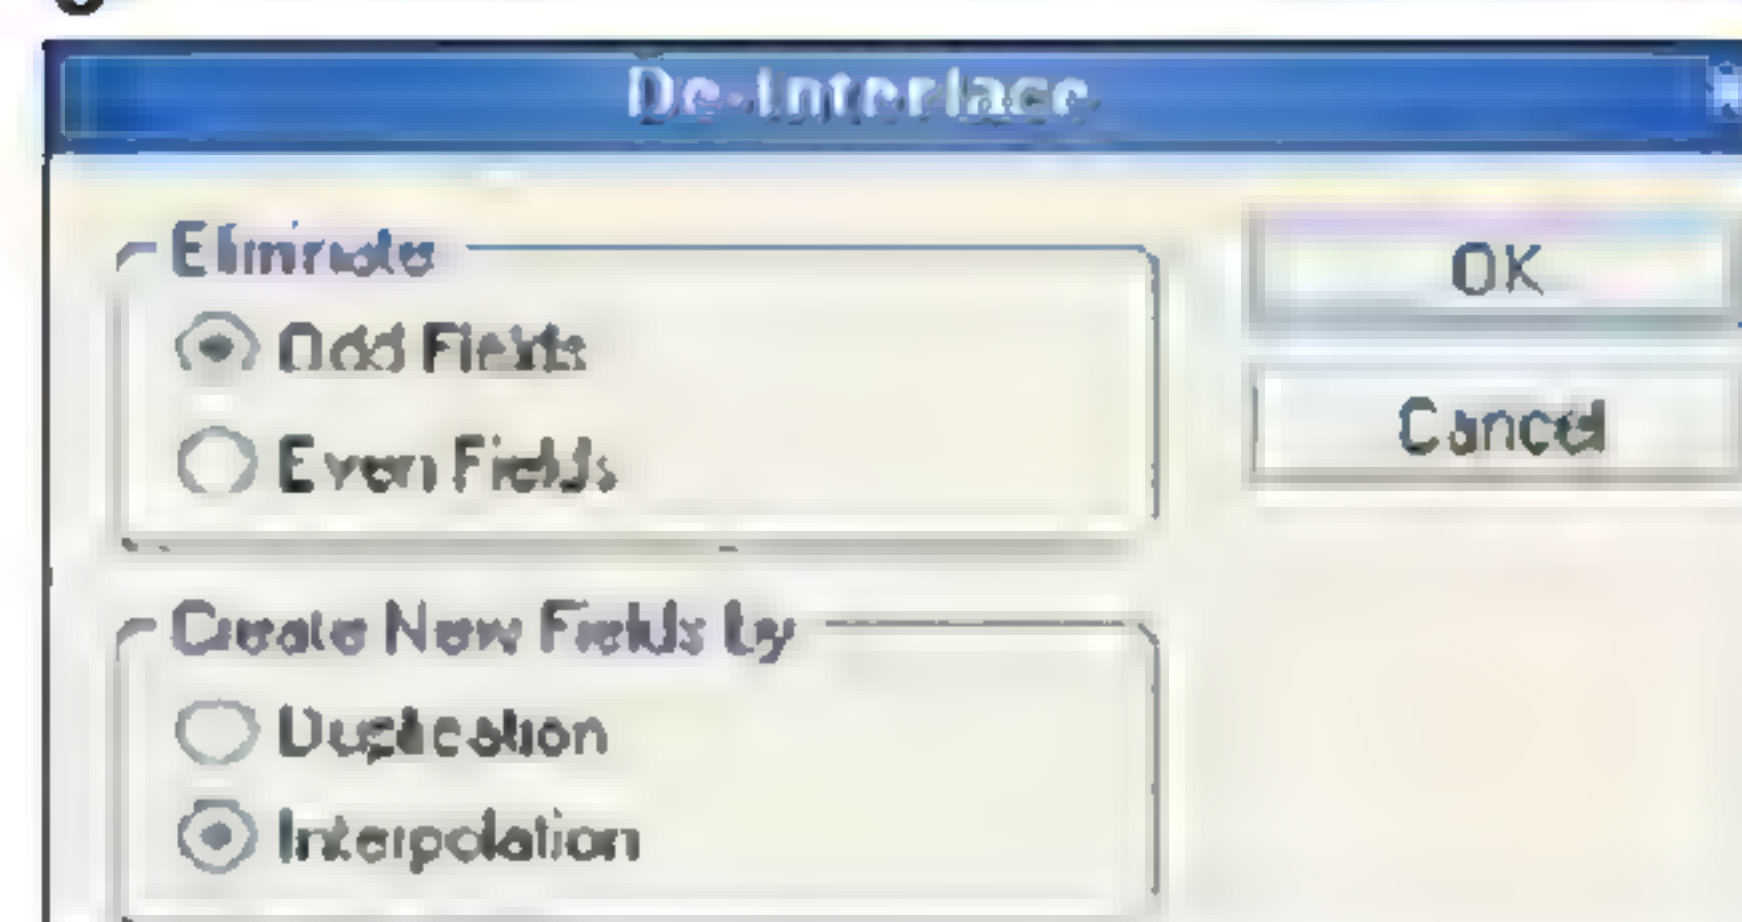 De-Interlace
Eliminate
OK
Odd Fields
Cancel
Even Fields
Create New Fields by
Duplication
Interpolation